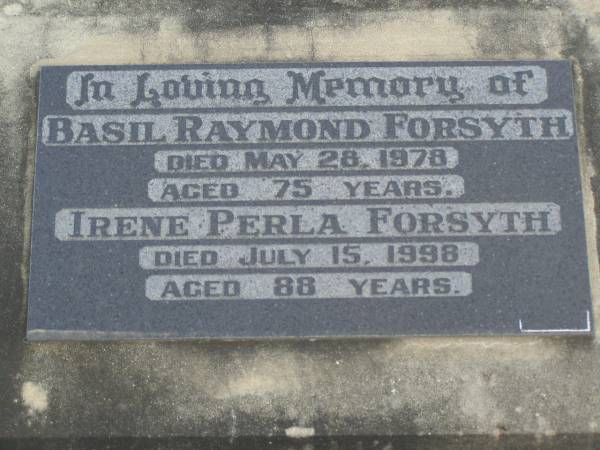 In Loving Memory of
BASIL RAYMOND FORSYTH
DIED MAY 28, 1978
AGED 75 YEARS.
IRENE PERLA FORSYTH
DIED JULY 15, 1998
AGED 88 YEARS.